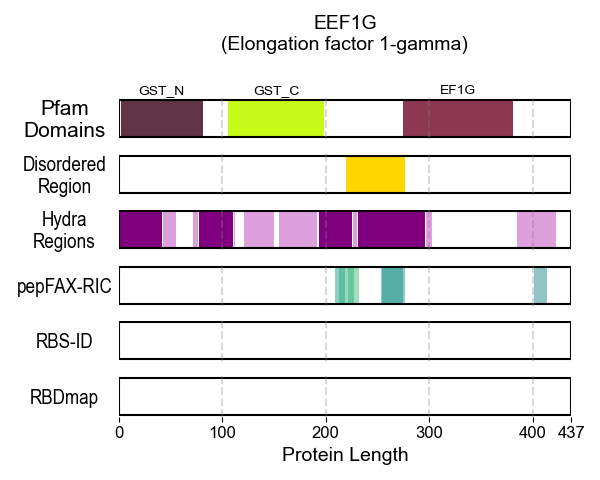 EEF1G
(Elongation factor 1-gamma)
GST_N GST_C EF1G
Pfam
Domains
Disordered
Region
Hydra
Regions
pepFAX-RIC
RBS-ID
RBDmap
0 100 200 300 400 437
Protein Length